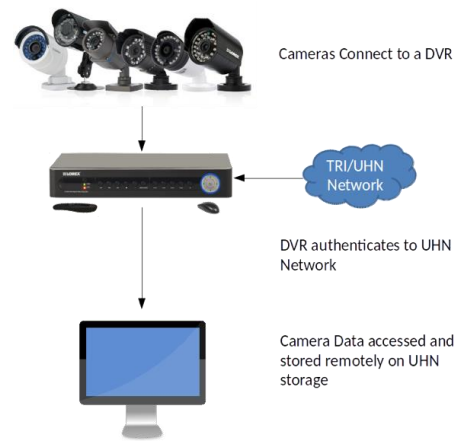 Cameras Connect to a DVR
LOREX
TRI/UHN
Network
DVR authenticates to UHN
Network
Camera Data accessed and
stored remotely on UHN
storage